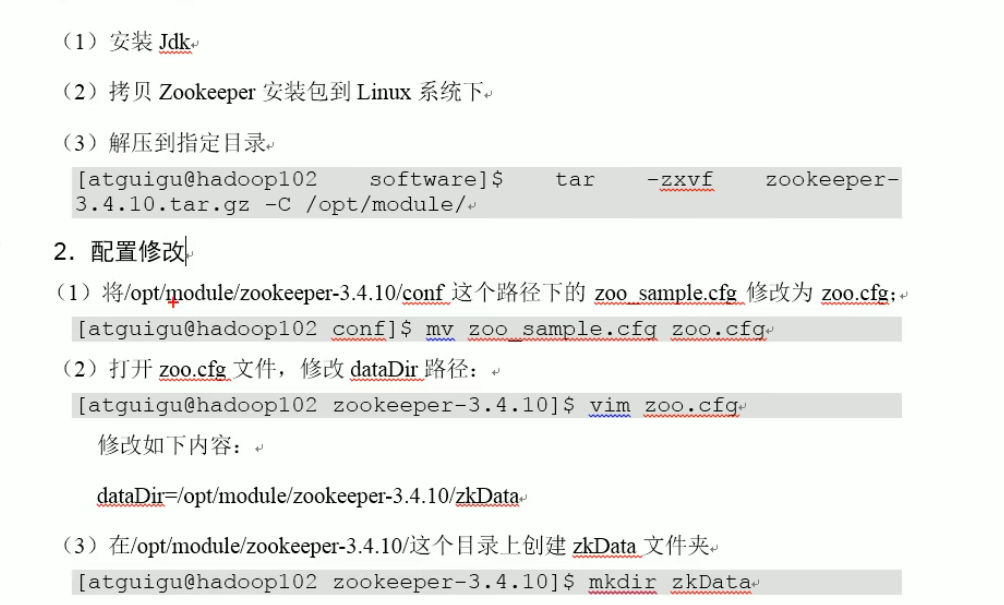 （1）安装 Jdk
（2）拷贝 Zookeeper 安装包到 Linux 系统下
（3）解压到指定目录
[atguigu@hadoop102 software]$ tar -zxvf zookeeper-
3.4.10.tar.gz -C /opt/module/
2．配置修改
（1）将/opt/module/zookeeper-3.4.10/conf 这个路径下的 zoo_sample.cfg 修改为 zoo.cfg；
[atguigu@hadoop102 conf]$ mv zoo_sample.cfg zoo.cfg
（2）打开 zoo.cfg 文件，修改 dataDir 路径：
[atguigu@hadoop102 zookeeper-3.4.10]$ vim zoo.cfg
修改如下内容：
dataDir=/opt/module/zookeeper-3.4.10/zkData
（3）在/opt/module/zookeeper-3.4.10/这个目录上创建 zkData 文件夹
[atguigu@hadoop102 zookeeper-3.4.10]$ mkdir zkData